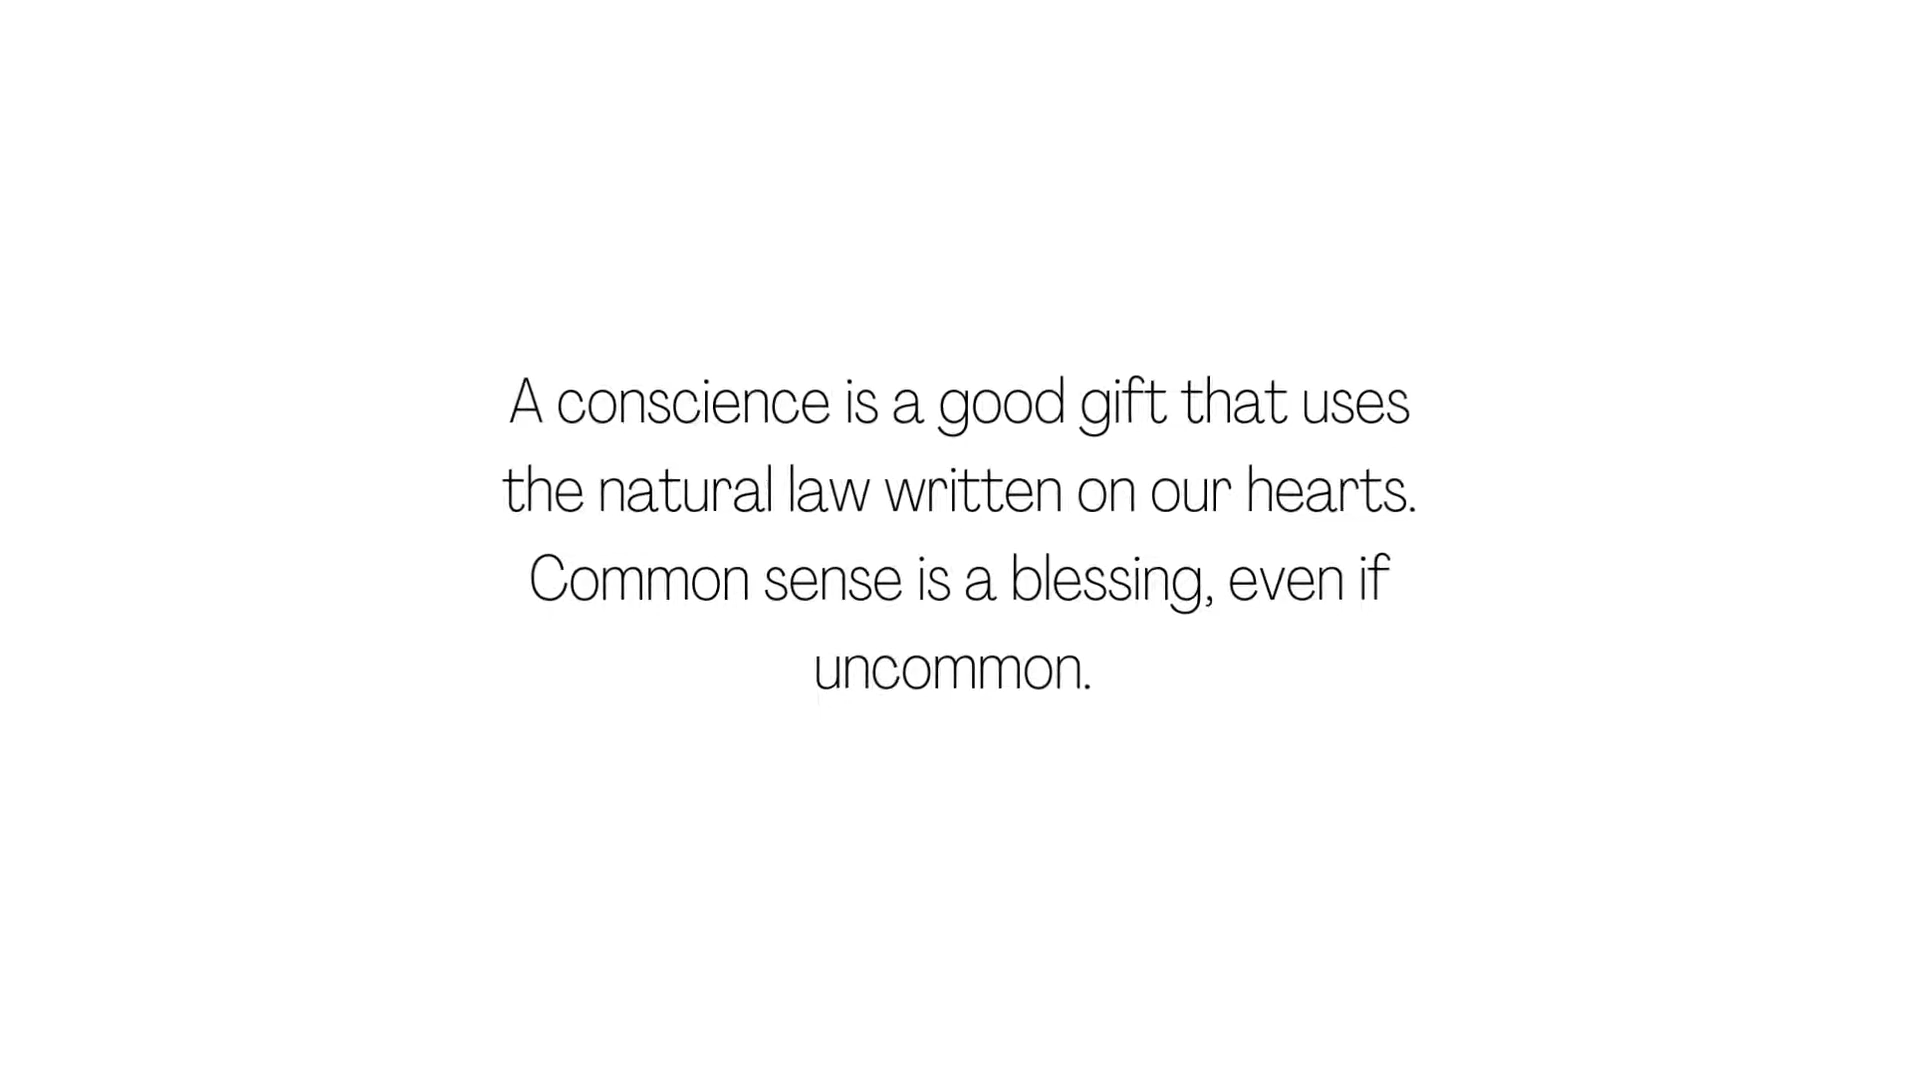 A conscience is a good gift that uses
the natural law written on our hearts.
Common sense is a blessing, even if
uncommon.